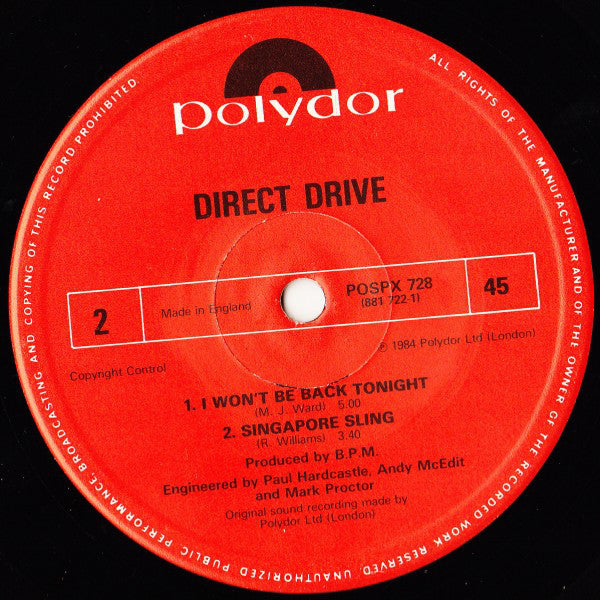 polydor
DIRECT DRIVE
2
Made in England
POSPX 728
(881 722-1)
45
Copyright Control
℗ 1984 Polydor Ltd (London)
1. I WON'T BE BACK TONIGHT
(M. J. Ward) 5.00
2. SINGAPORE SLING
(R. Williams) 3.40
Produced by B.P.M.
Engineered by Paul Hardcastle, Andy McEdit
and Mark Proctor
Original sound recording made by
Polydor Ltd (London)
ALL RIGHTS OF THE MANUFACTURER AND OF THE OWNER OF THE RECORDED WORK RESERVED. UNAUTHORIZED PUBLIC PERFORMANCE, BROADCASTING AND COPYING OF THIS RECORD PROHIBITED.